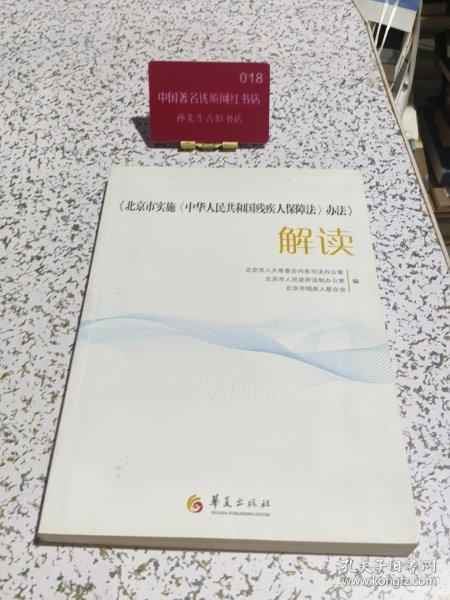 018
中国著名优质网红书店
孙先生古旧书店
《北京市实施〈中华人民共和国残疾人保障法〉办法》
解读
北京市人大常委会内务司法办公室
北京市人民政府法制办公室 编
北京市残疾人联合会
华夏出版社
HUAXIA PUBLISHING HOUSE
孔夫子旧书网
www.kongfz.com